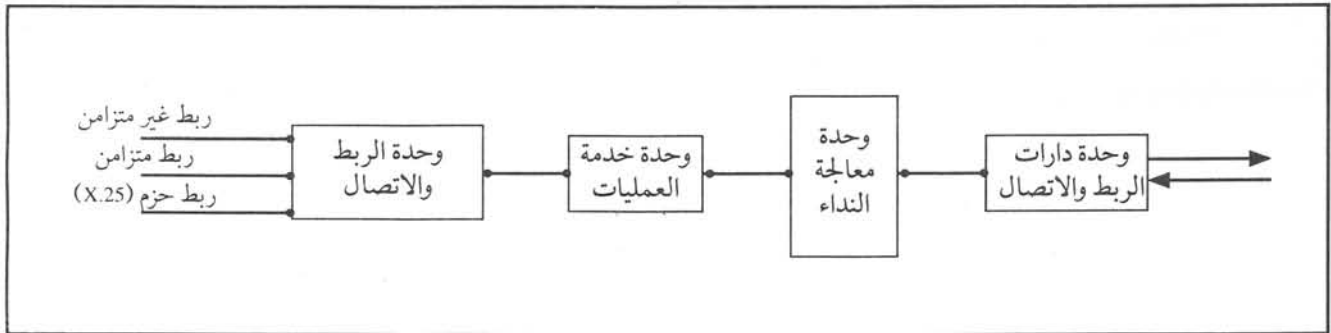 وحدة دارات
الربط والاتصال
وحدة
معالجة
النداء
وحدة خدمة
العمليات
وحدة الربط
والاتصال
ربط غير متزامن
ربط متزامن
ربط حزم (X.25)